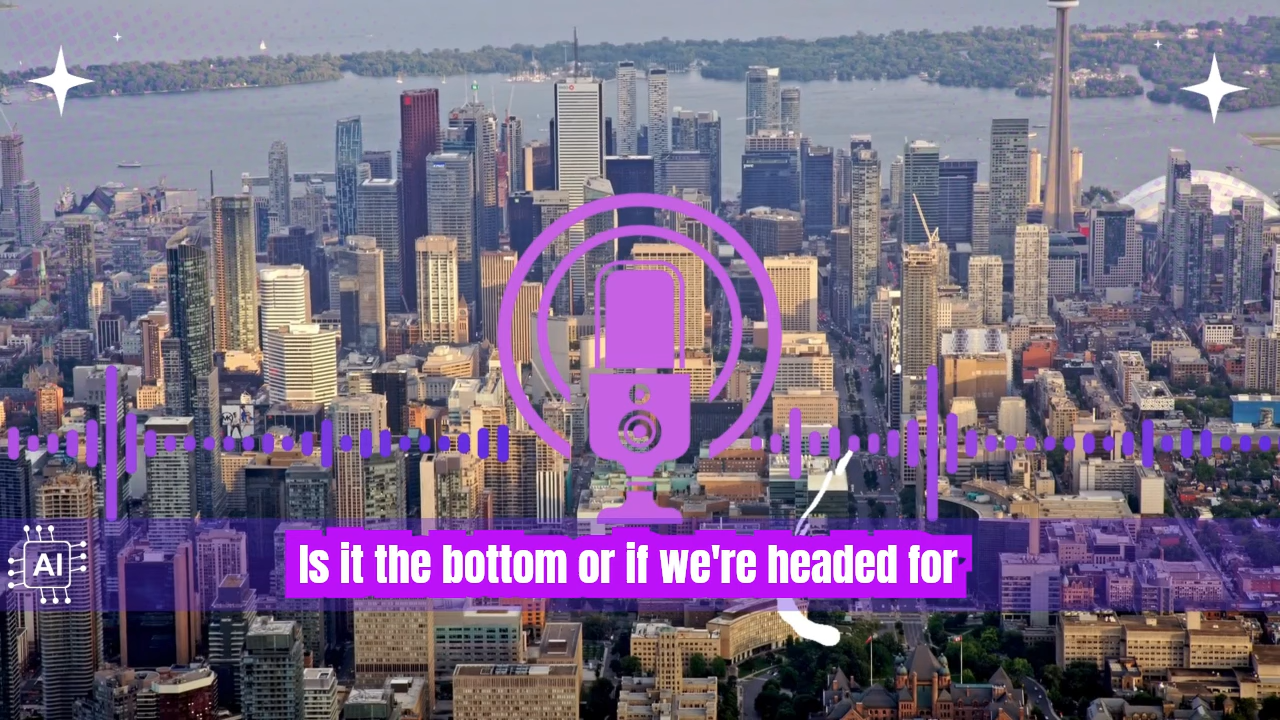 Is it the bottom or if we're headed for
AI